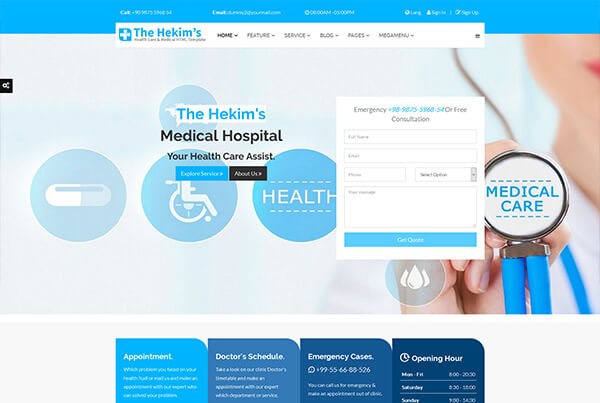 Call: +98 9875 5968 54 Email: dummy2@yourmail.com 08:00AM -05:00PM Lang Sign In | Sign Up
The Hekim's
Health Care & Medical HTML Template
HOME FEATURE SERVICE BLOG PAGES MEGAMENU
The Hekim's
Medical Hospital
Your Health Care Assist.
Explore Service About Us
HEALTH
Emergency +98-9875-5968-54 Or Free
Consultation
Full Name
Email
Phone Select Option
Your message
Get Quote
MEDICAL
CARE
Appointment.
Which problem you heved on your
health ?call or mail us and make an
appointment with our expert who
can solved your problem.
Doctor's Schedule.
Take a look on our clinic Doctor's
timetable and make an
appointment with our expert
which department or service.
Emergency Cases.
+99-55-66-88-526
You can call us if emergency &
make an appointment out of clinic.
Opening Hour
Mon - Fri 8:00 - 20:30
Saturday 8:30 - 18:00
Sunday 9:00 - 14:30